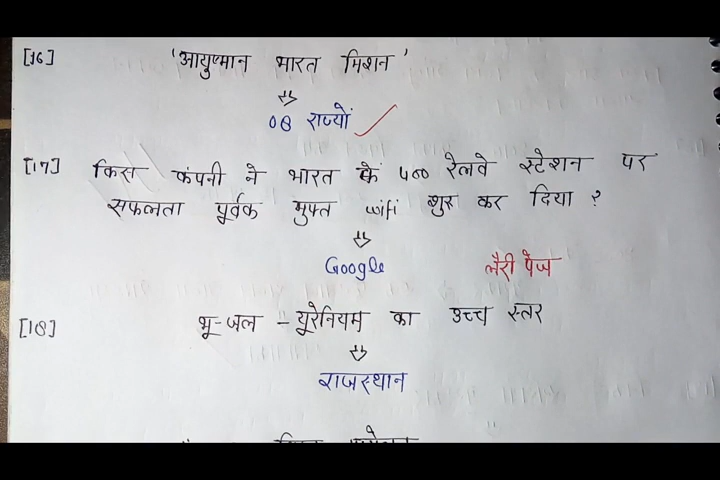 [16] 'आयुष्मान भारत मिशन'
⇓
08 राज्यों ✓
[17] किस कंपनी ने भारत के 400 रेलवे स्टेशन पर
सफलता पूर्वक मुफ्त wifi शुरु कर दिया ?
⇓
Google लैरी पेज
[18] भू-जल - यूरेनियम का उच्च स्तर
⇓
राजस्थान